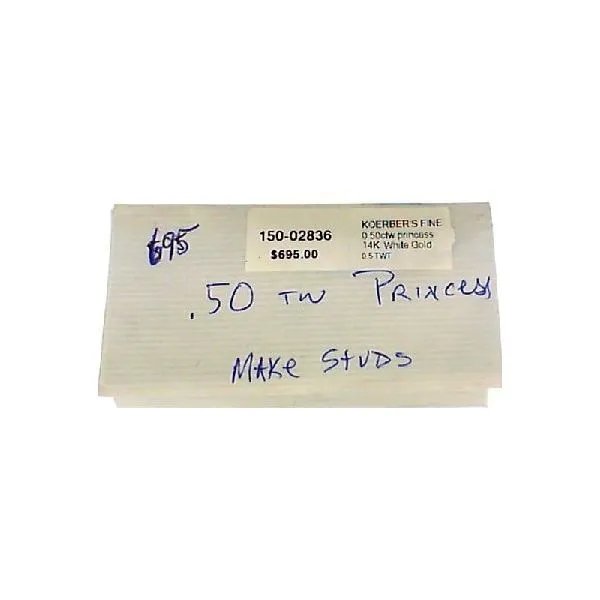 695
150-02836
$695.00
KOERBER'S FINE
0.50ctw princess
14K White Gold
0.5 TWT
.50 TW PRINCESS
MAKE STUDS